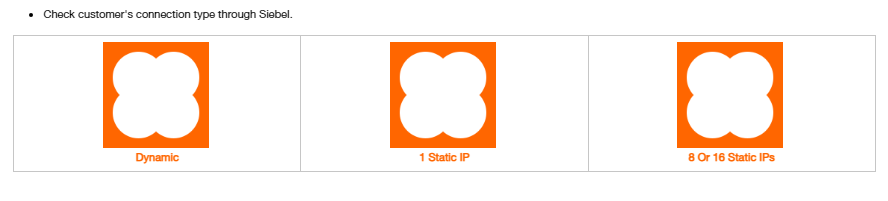 Check customer's connection type through Siebel.
Dynamic
1 Static IP
8 Or 16 Static IPs